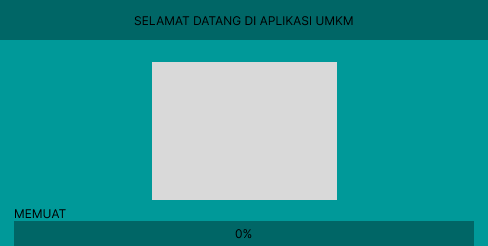 SELAMAT DATANG DI APLIKASI UMKM
MEMUAT
0%